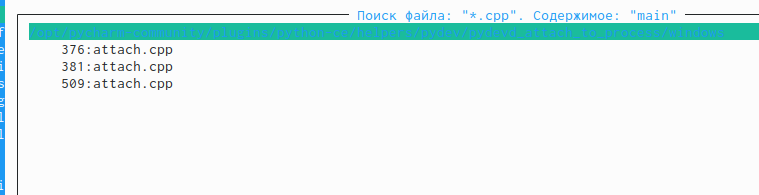 Поиск файла: "*.cpp". Содержимое: "main"
/opt/pycharm-community/plugins/python-ce/helpers/pydev/pydevd_attach_to_process/windows
376:attach.cpp
381:attach.cpp
509:attach.cpp